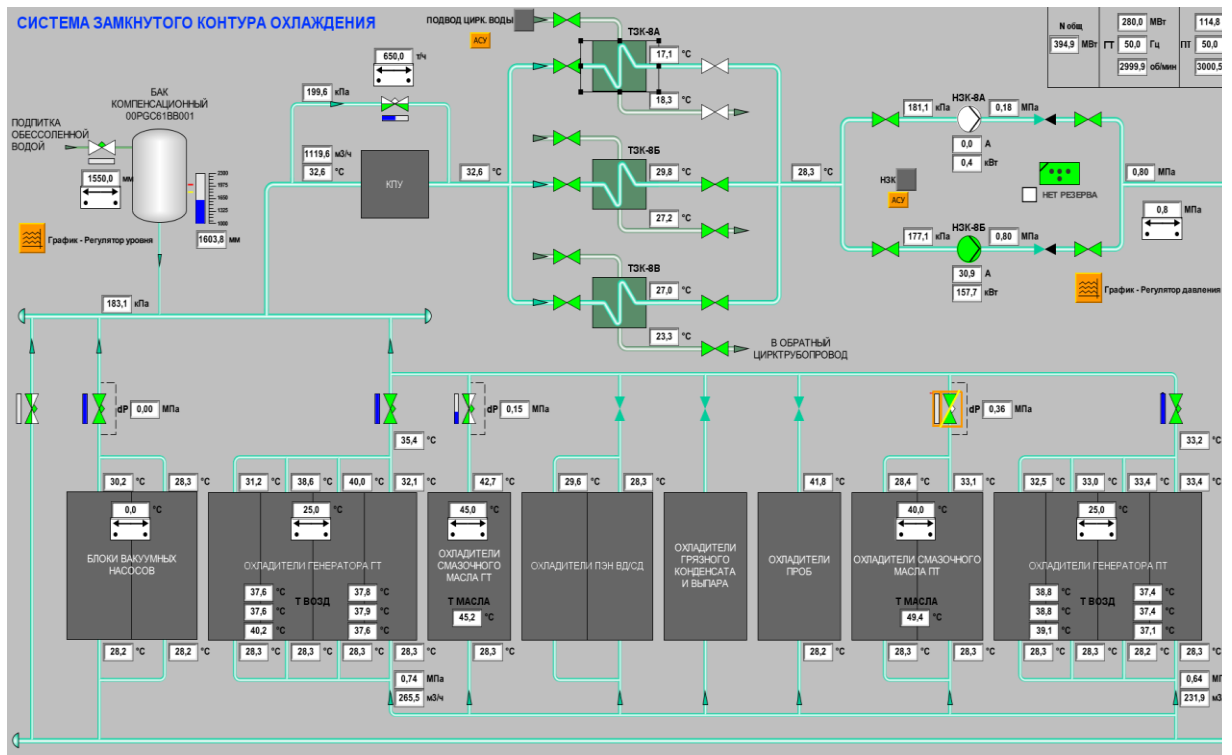 СИСТЕМА ЗАМКНУТОГО КОНТУРА ОХЛАЖДЕНИЯ
ПОДВОД ЦИРК. ВОДЫ
АСУ
ТЗК-8А
N общ
394,9 МВт
ГТ
280,0 МВт
50,0 Гц
2999,9 об/мин
ПТ
114,8
50,0
3000,5
650,0 т/ч
199,6 кПа
17,1 °С
18,3 °С
БАК
КОМПЕНСАЦИОННЫЙ
00PGC61BB001
ПОДПИТКА
ОБЕССОЛЕННОЙ
ВОДОЙ
1550,0 мм
2300
1975
1650
1325
1000
1603,8 мм
График - Регулятор уровня
1119,6 м3/ч
32,6 °С
КПУ
32,6 °С
ТЗК-8Б
29,8 °С
27,2 °С
28,3 °С
НЗК-8А
181,1 кПа
0,18 МПа
0,0 А
0,4 кВт
НЗК
АСУ
НЕТ РЕЗЕРВА
0,80 МПа
0,8 МПа
НЗК-8Б
177,1 кПа
0,80 МПа
30,9 А
157,7 кВт
График - Регулятор давления
ТЗК-8В
27,0 °С
23,3 °С
В ОБРАТНЫЙ
ЦИРКТРУБОПРОВОД
183,1 кПа
dP 0,00 МПа
dP 0,15 МПа
dP 0,36 МПа
35,4 °С
33,2 °С
30,2 °С 28,3 °С 31,2 °С 38,6 °С 40,0 °С 32,1 °С 42,7 °С 29,6 °С 28,3 °С 41,8 °С 28,4 °С 33,1 °С 32,5 °С 33,0 °С 33,4 °С 33,4 °С
0,0 °С
БЛОКИ ВАКУУМНЫХ
НАСОСОВ
25,0 °С
ОХЛАДИТЕЛИ ГЕНЕРАТОРА ГТ
37,6 °С
37,6 °С
40,2 °С
Т ВОЗД
37,8 °С
37,9 °С
37,6 °С
45,0 °С
ОХЛАДИТЕЛИ
СМАЗОЧНОГО
МАСЛА ГТ
Т МАСЛА
45,2 °С
ОХЛАДИТЕЛИ ПЭН ВД/СД
ОХЛАДИТЕЛИ
ГРЯЗНОГО
КОНДЕНСАТА
И ВЫПАРА
ОХЛАДИТЕЛИ
ПРОБ
40,0 °С
ОХЛАДИТЕЛИ СМАЗОЧНОГО
МАСЛА ПТ
Т МАСЛА
49,4 °С
25,0 °С
ОХЛАДИТЕЛИ ГЕНЕРАТОРА ПТ
38,8 °С
38,8 °С
39,1 °С
Т ВОЗД
37,4 °С
37,4 °С
37,1 °С
28,2 °С 28,2 °С 28,3 °С 28,3 °С 28,3 °С 28,3 °С 28,3 °С 28,2 °С 28,3 °С 28,3 °С 28,3 °С 28,3 °С 28,2 °С 28,3 °С
0,74 МПа
265,5 м3/ч
0,64
231,9